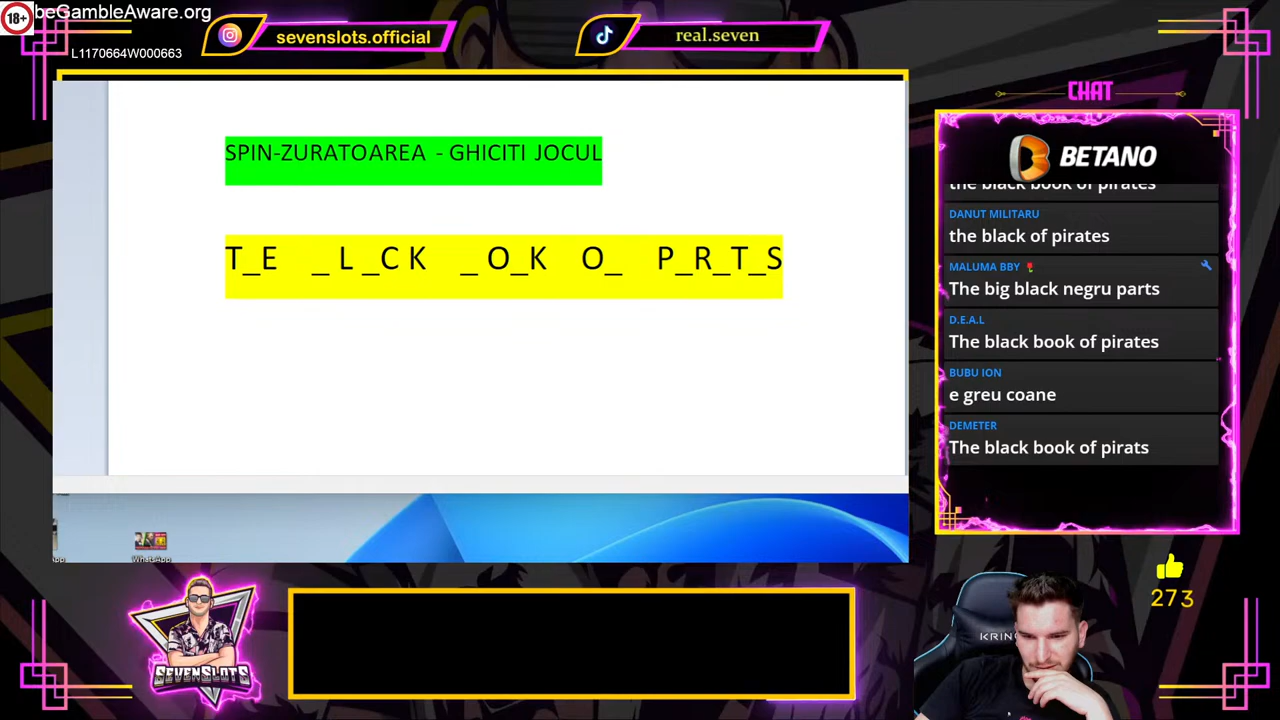 18+
beGambleAware.org
L1170664W000663
sevenslots.official
real.seven
SPIN-ZURATOAREA - GHICITI JOCUL
T_E _L_CK _O_K O_ P_R_T_S
CHAT
BETANO
the black book of pirates
DANUT MILITARU
the black of pirates
MALUMA BBY
The big black negru parts
D.E.A.L
The black book of pirates
BUBU ION
e greu coane
DEMETER
The black book of pirats
WhatsApp
SEVENSLOTS
273